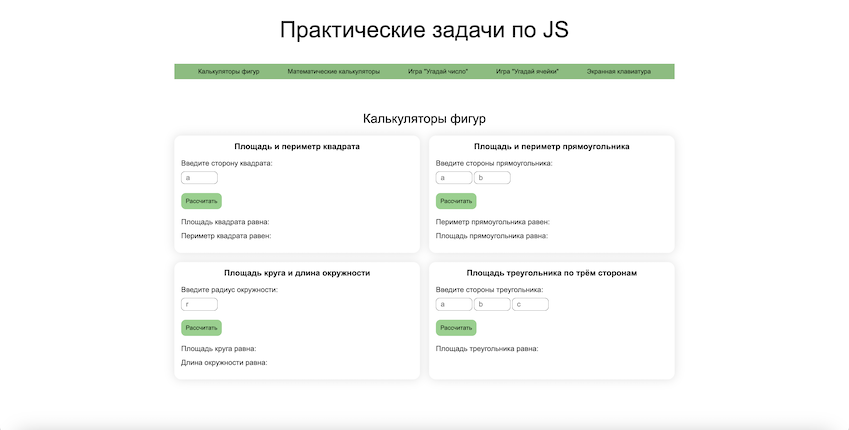 Практические задачи по JS
Калькуляторы фигур Математические калькуляторы Игра "Угадай число" Игра "Угадай ячейки" Экранная клавиатура
Калькуляторы фигур
Площадь и периметр квадрата
Введите сторону квадрата:
a
Рассчитать
Площадь квадрата равна:
Периметр квадрата равен:
Площадь и периметр прямоугольника
Введите стороны прямоугольника:
a b
Рассчитать
Периметр прямоугольника равен:
Площадь прямоугольника равна:
Площадь круга и длина окружности
Введите радиус окружности:
r
Рассчитать
Площадь круга равна:
Длина окружности равна:
Площадь треугольника по трём сторонам
Введите стороны треугольника:
a b c
Рассчитать
Площадь треугольника равна: